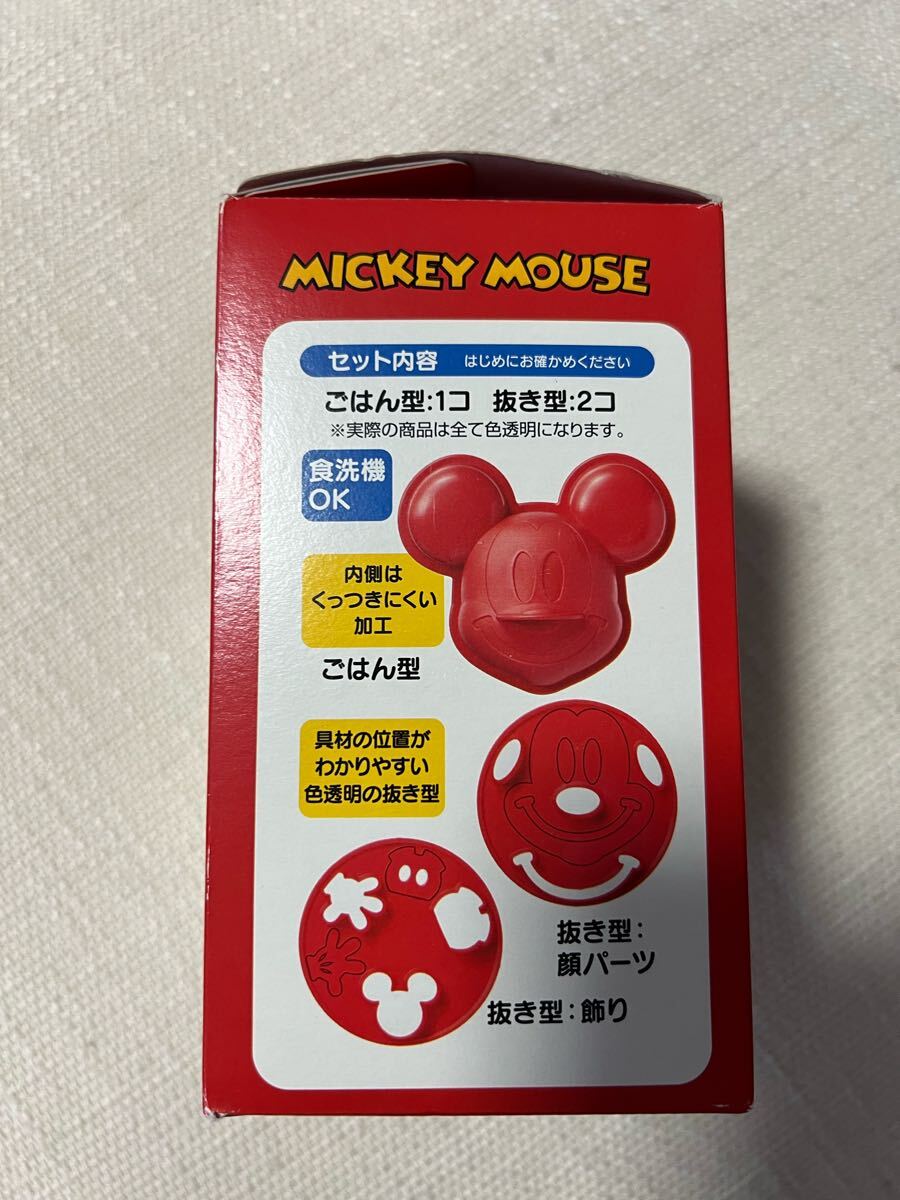 MICKEY MOUSE
セット内容 はじめにお確かめください
ごはん型:1コ 抜き型:2コ
※実際の商品は全て色透明になります。
食洗機
OK
内側は
くっつきにくい
加工
ごはん型
具材の位置が
わかりやすい
色透明の抜き型
抜き型:
顔パーツ
抜き型:飾り